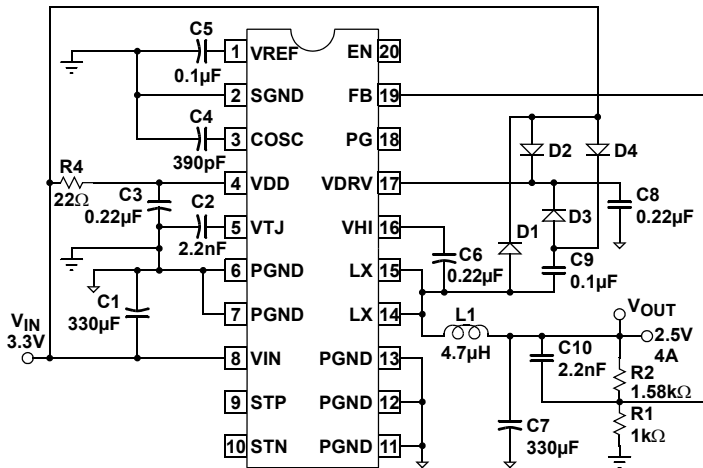 C5
0.1µF
1 VREF
EN 20
2 SGND
FB 19
C4
390pF
3 COSC
PG 18
D2
D4
R4
22Ω
C3
0.22µF
4 VDD
VDRV 17
C8
0.22µF
C2
2.2nF
5 VTJ
VHI 16
D1
D3
C6
0.22µF
C9
0.1µF
6 PGND
LX 15
C1
330µF
7 PGND
LX 14
L1
4.7µH
VOUT
2.5V
4A
VIN
3.3V
8 VIN
PGND 13
C10
2.2nF
R2
1.58kΩ
9 STP
PGND 12
C7
330µF
R1
1kΩ
10 STN
PGND 11